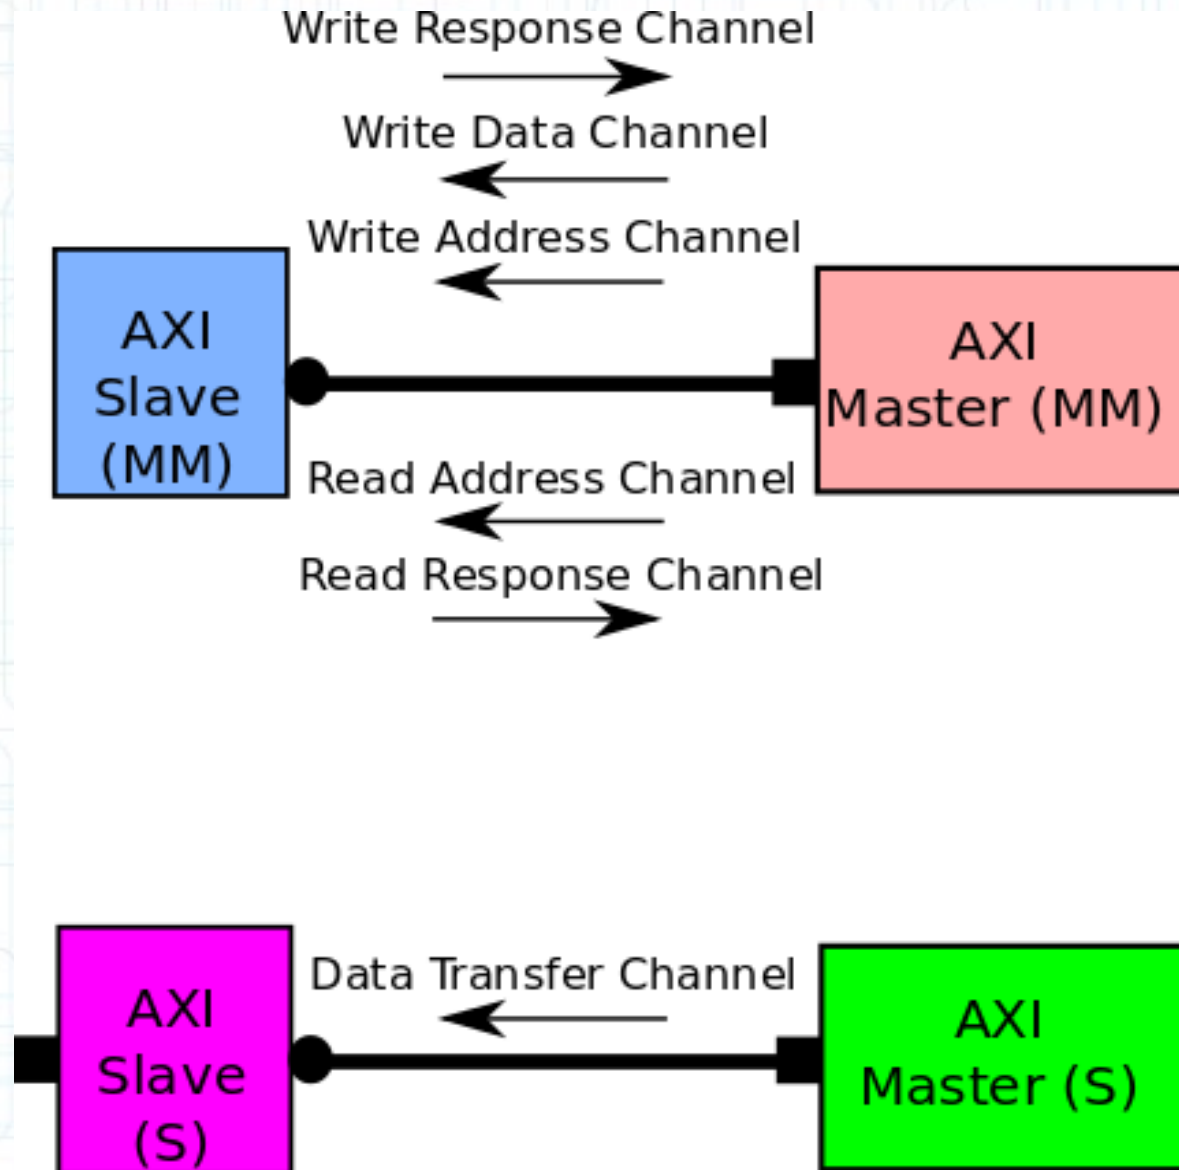 Write Response Channel
Write Data Channel
Write Address Channel
AXI
Slave
(MM)
AXI
Master (MM)
Read Address Channel
Read Response Channel
Data Transfer Channel
AXI
Slave
(S)
AXI
Master (S)